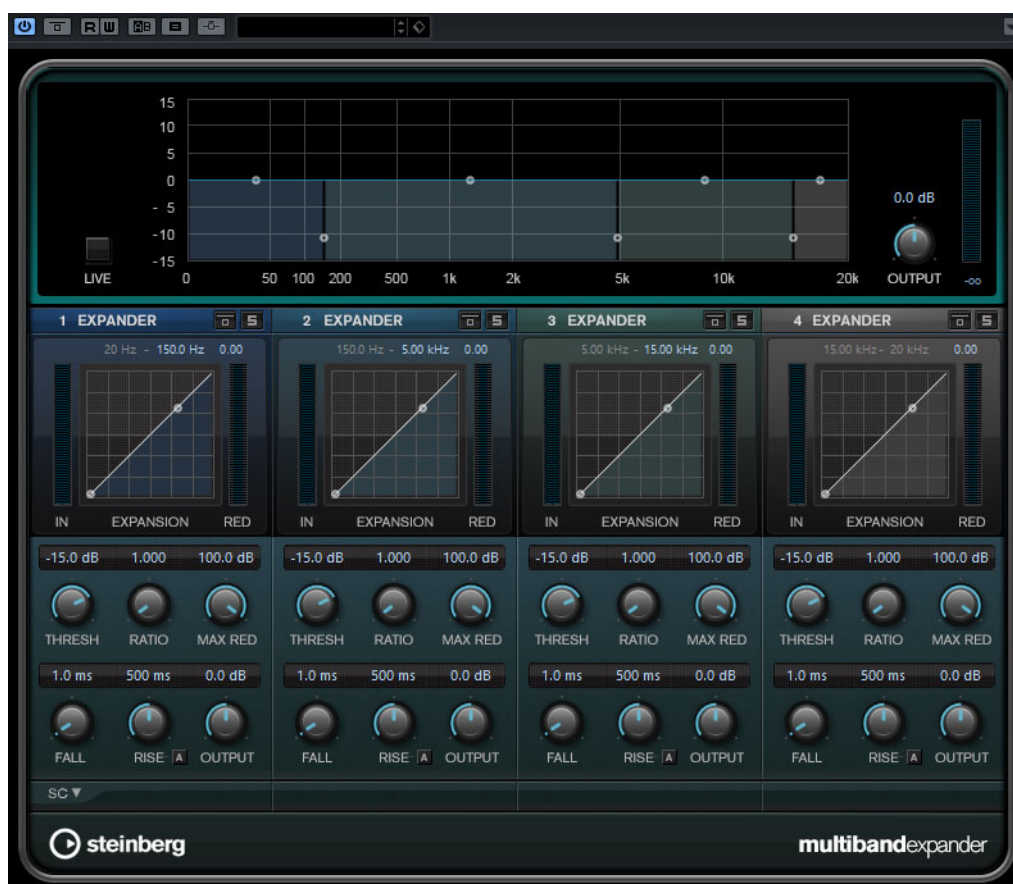 R W A B
15
10
5
0
- 5
- 10
- 15
0 50 100 200 500 1k 2k 5k 10k 20k
LIVE
0.0 dB
OUTPUT
-oo
1 EXPANDER S
2 EXPANDER S
3 EXPANDER S
4 EXPANDER S
20 Hz - 150.0 Hz 0.00
150.0 Hz - 5.00 kHz 0.00
5.00 kHz - 15.00 kHz 0.00
15.00 kHz - 20 kHz 0.00
IN EXPANSION RED
IN EXPANSION RED
IN EXPANSION RED
IN EXPANSION RED
-15.0 dB 1.000 100.0 dB
-15.0 dB 1.000 100.0 dB
-15.0 dB 1.000 100.0 dB
-15.0 dB 1.000 100.0 dB
THRESH RATIO MAX RED
THRESH RATIO MAX RED
THRESH RATIO MAX RED
THRESH RATIO MAX RED
1.0 ms 500 ms 0.0 dB
1.0 ms 500 ms 0.0 dB
1.0 ms 500 ms 0.0 dB
1.0 ms 500 ms 0.0 dB
FALL RISE A OUTPUT
FALL RISE A OUTPUT
FALL RISE A OUTPUT
FALL RISE A OUTPUT
SC
steinberg
multibandexpander